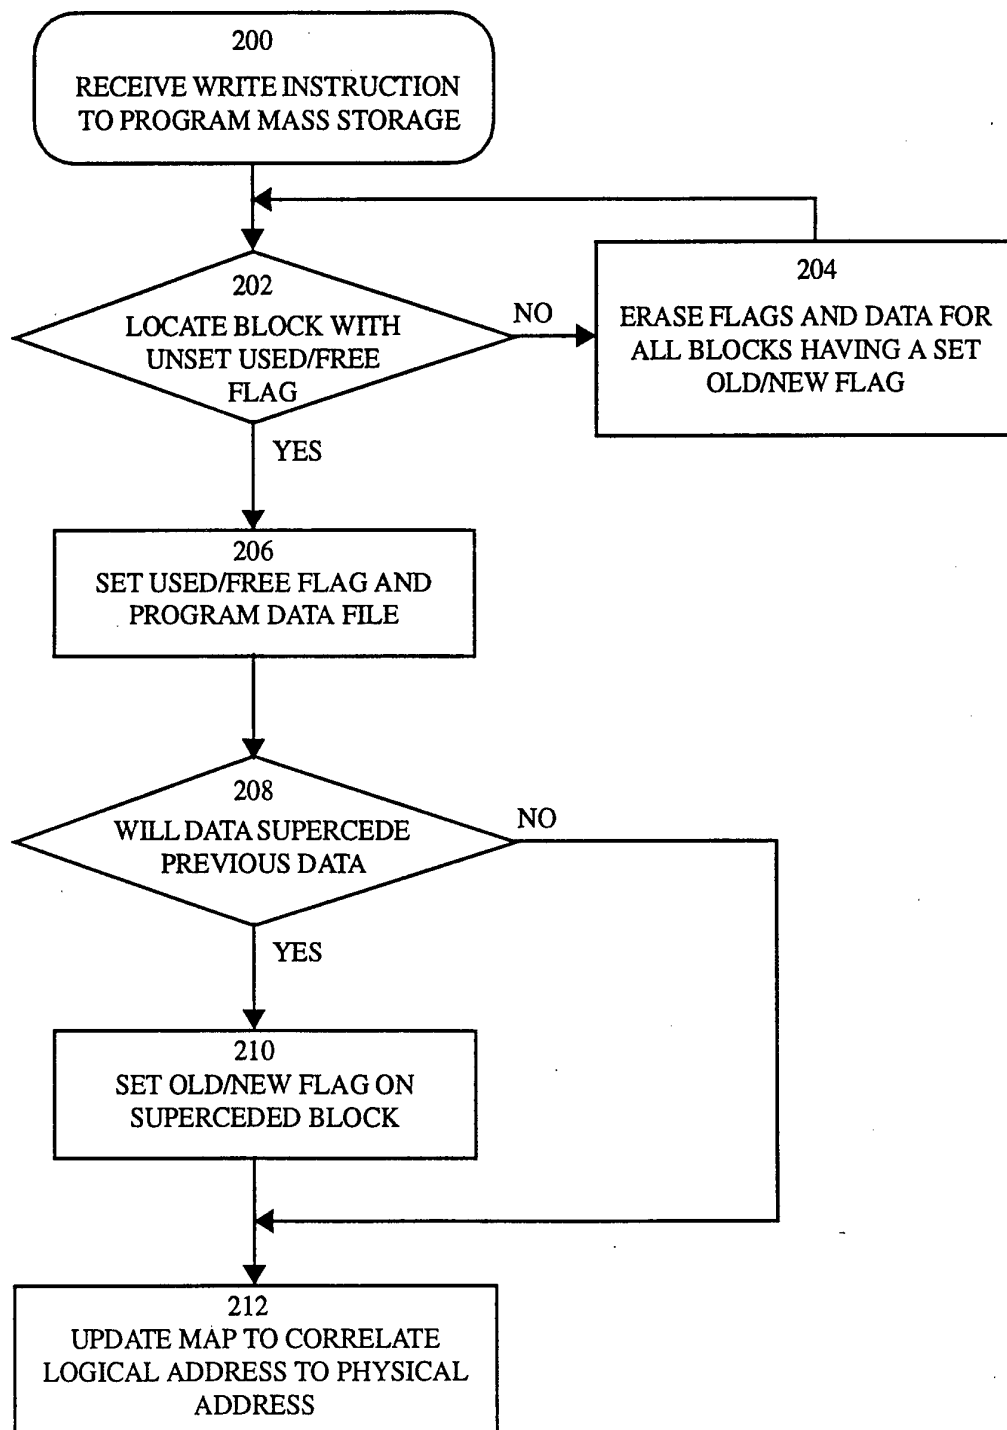 200
RECEIVE WRITE INSTRUCTION
TO PROGRAM MASS STORAGE
202
LOCATE BLOCK WITH
UNSET USED/FREE
FLAG
NO
204
ERASE FLAGS AND DATA FOR
ALL BLOCKS HAVING A SET
OLD/NEW FLAG
YES
206
SET USED/FREE FLAG AND
PROGRAM DATA FILE
208
WILL DATA SUPERCEDE
PREVIOUS DATA
NO
YES
210
SET OLD/NEW FLAG ON
SUPERCEDED BLOCK
212
UPDATE MAP TO CORRELATE
LOGICAL ADDRESS TO PHYSICAL
ADDRESS